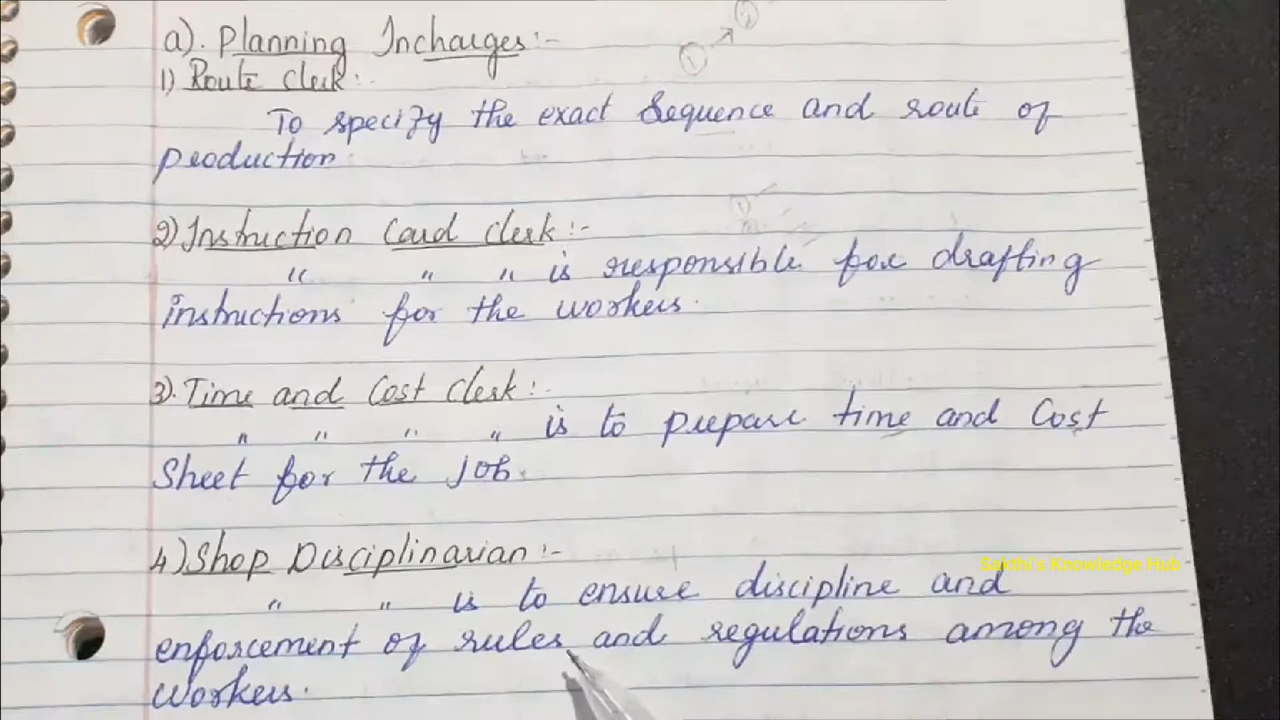 a). Planning Incharges:-
1) Route Clerk:-
To specify the exact Sequence and route of
production.
2) Instruction Card clerk:-
" " " is responsible for drafting
instructions for the workers.
3). Time and Cost Clerk:-
" " " " is to prepare time and Cost
Sheet for the job.
4) Shop Disciplinarian:-
Sakthi's Knowledge Hub
" " is to ensure discipline and
enforcement of rules and regulations among the
workers.